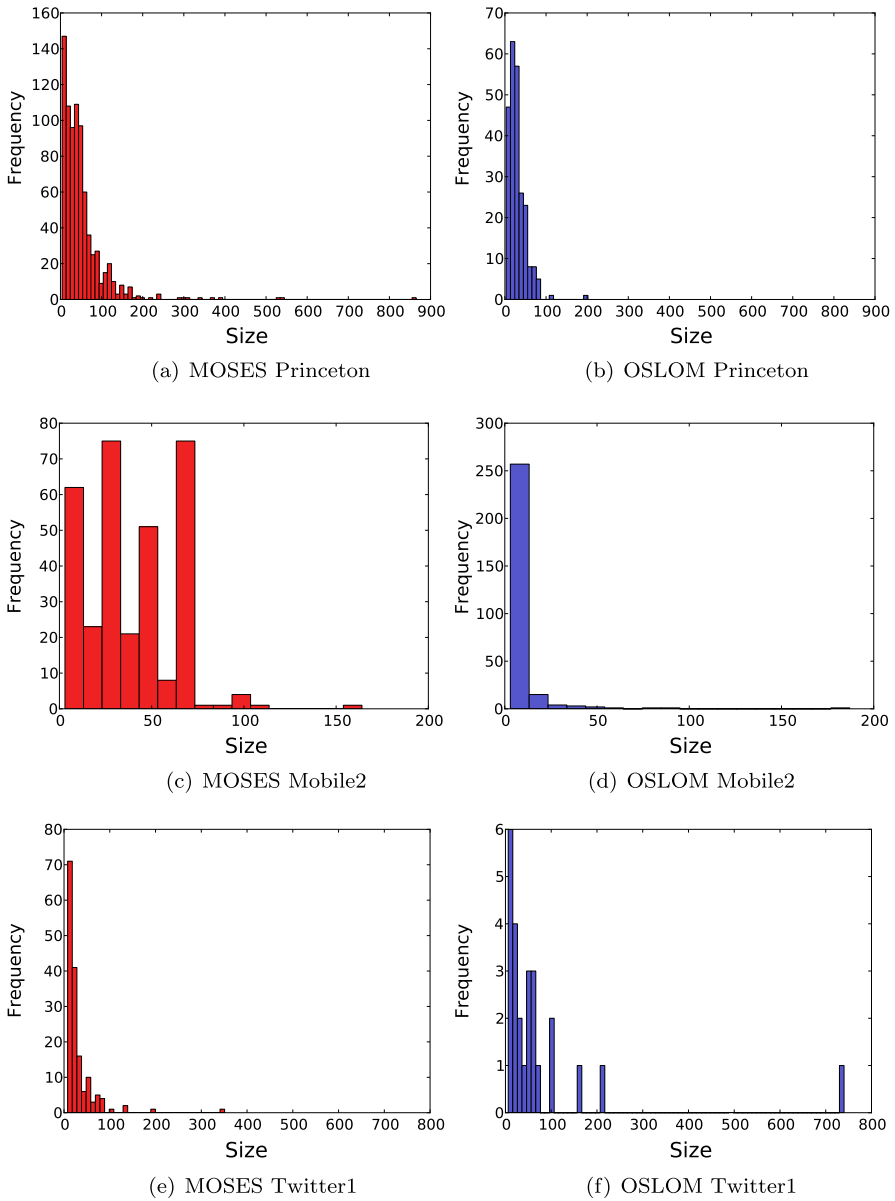 160
140
120
100
80
60
40
20
0
Frequency
0 100 200 300 400 500 600 700 800 900
Size
(a) MOSES Princeton
70
60
50
40
30
20
10
0
Frequency
0 100 200 300 400 500 600 700 800 900
Size
(b) OSLOM Princeton
80
70
60
50
40
30
20
10
0
Frequency
0 50 100 150 200
Size
(c) MOSES Mobile2
300
250
200
150
100
50
0
Frequency
0 50 100 150 200
Size
(d) OSLOM Mobile2
80
70
60
50
40
30
20
10
0
Frequency
0 100 200 300 400 500 600 700 800
Size
(e) MOSES Twitter1
6
5
4
3
2
1
0
Frequency
0 100 200 300 400 500 600 700 800
Size
(f) OSLOM Twitter1